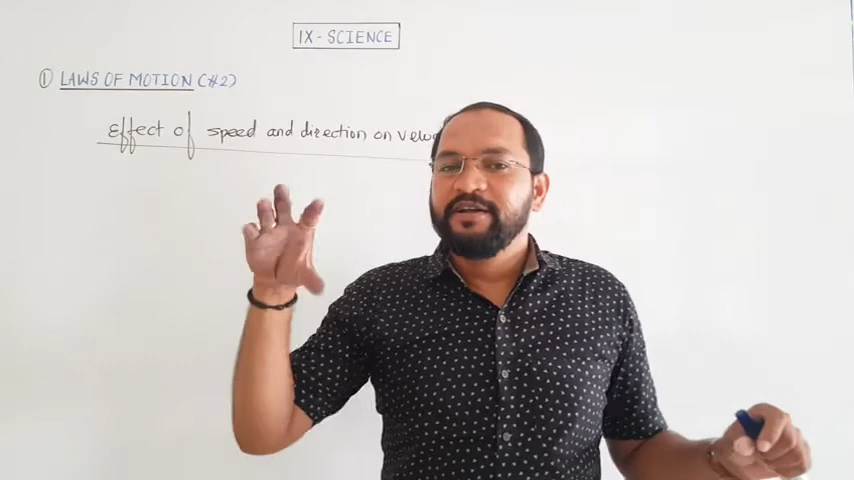 IX - SCIENCE
① LAWS OF MOTION (#2)
Effect of speed and direction on